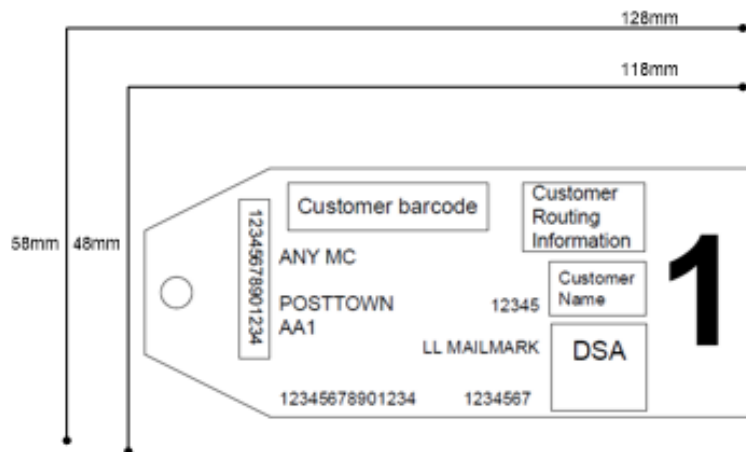 128mm
118mm
58mm 48mm
Customer barcode
Customer
Routing
Information
12345678901234
ANY MC
1
Customer
Name
POSTTOWN
12345
AA1
LL MAILMARK
DSA
12345678901234
1234567